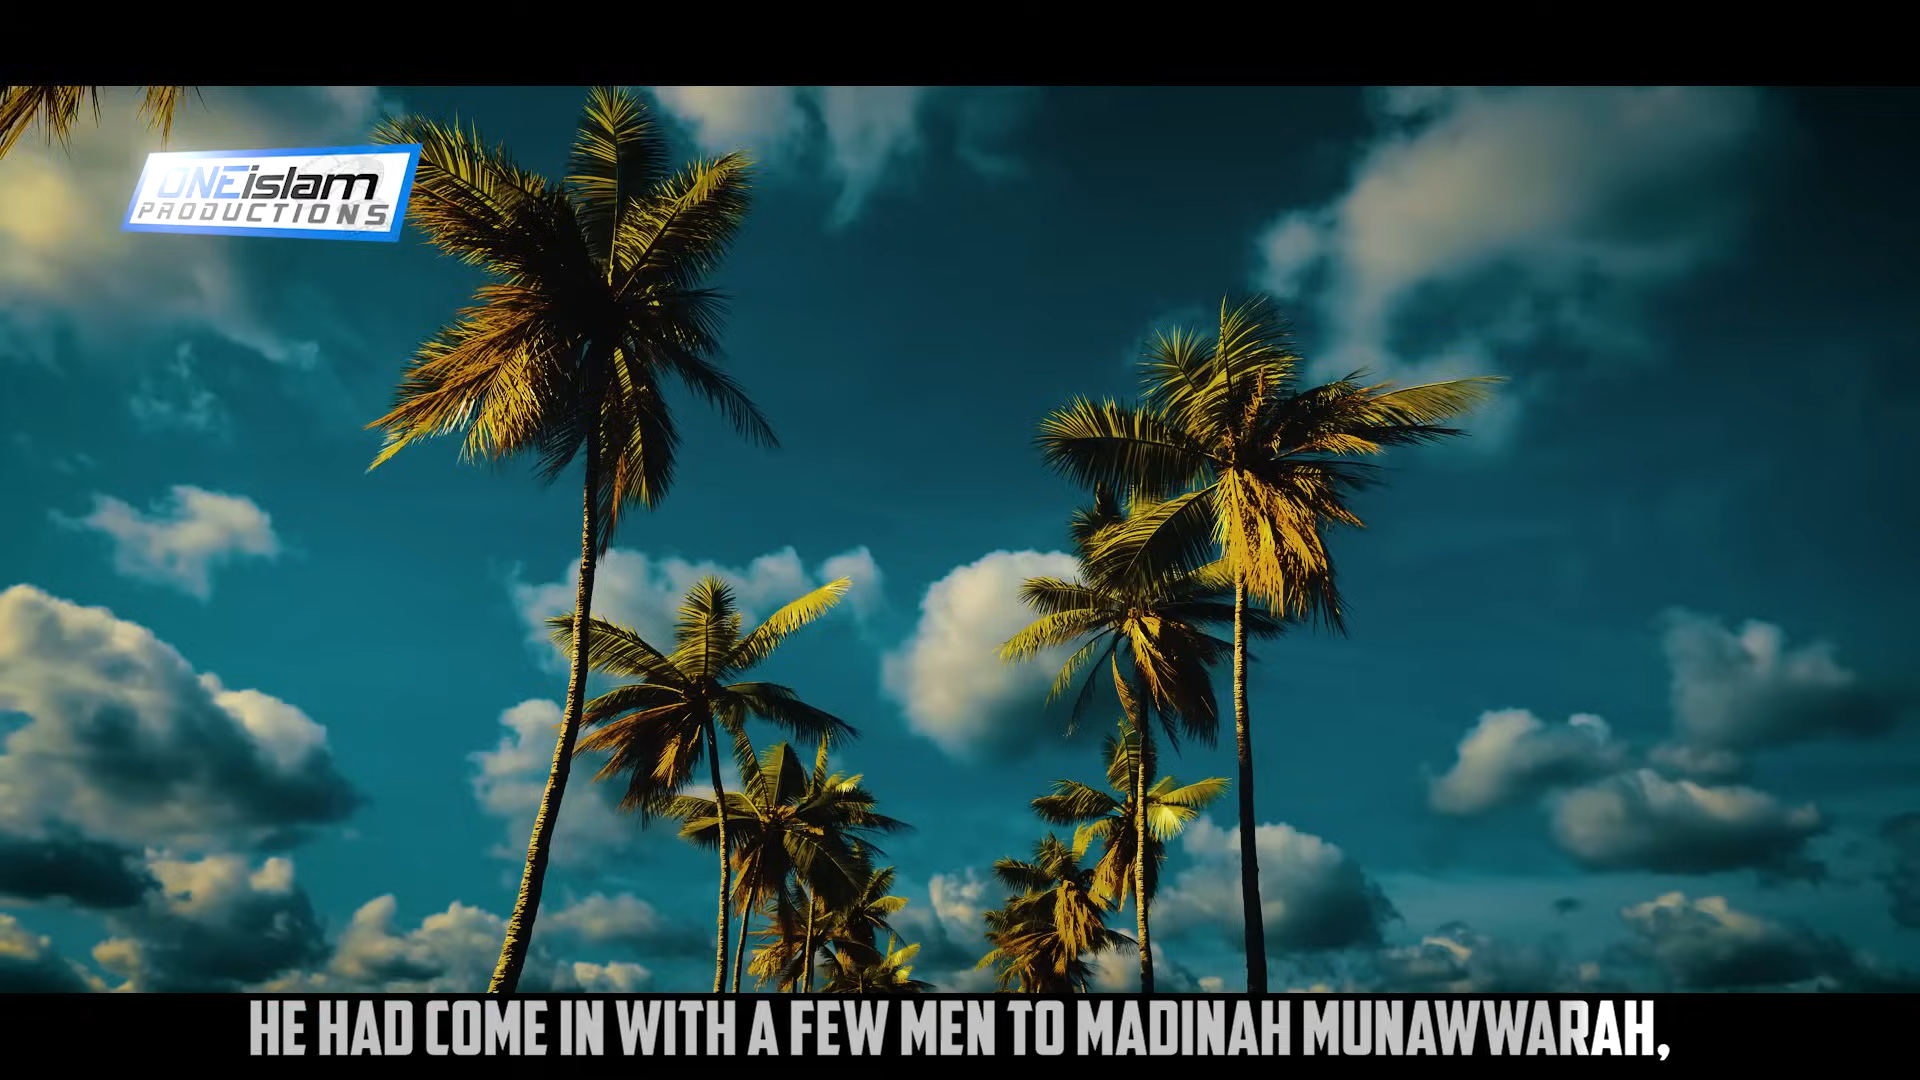 ONEislam
PRODUCTIONS
HE HAD COME IN WITH A FEW MEN TO MADINAH MUNAWWARAH,